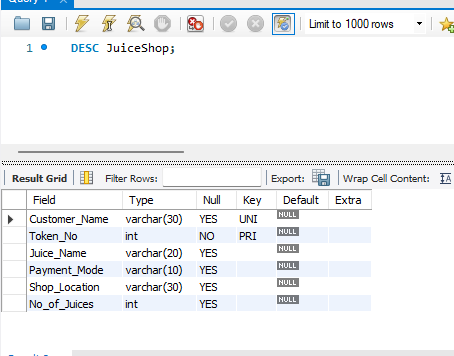 Query 1
Limit to 1000 rows
1 DESC JuiceShop;
Result Grid Filter Rows: Export: Wrap Cell Content:
Field Type Null Key Default Extra
Customer_Name varchar(30) YES UNI NULL
Token_No int NO PRI NULL
Juice_Name varchar(20) YES NULL
Payment_Mode varchar(10) YES NULL
Shop_Location varchar(30) YES NULL
No_of_Juices int YES NULL